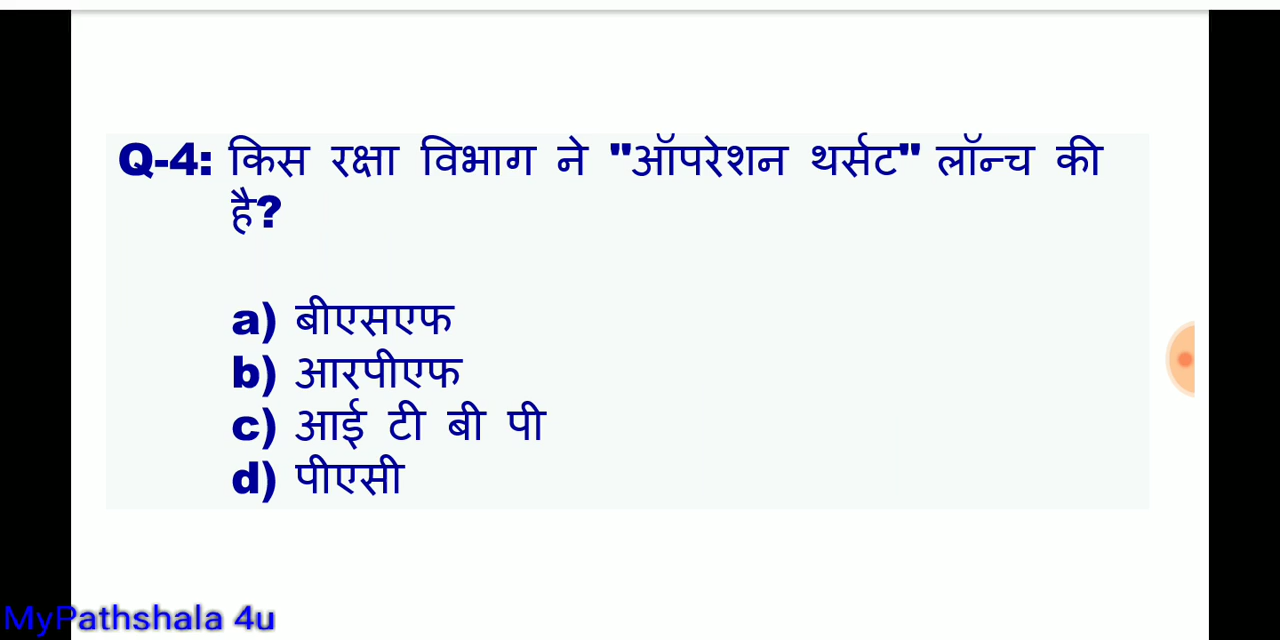 Q-4: किस रक्षा विभाग ने "ऑपरेशन थर्सट" लॉन्च की
है?
a) बीएसएफ
b) आरपीएफ
c) आई टी बी पी
d) पीएसी
MyPathshala 4u